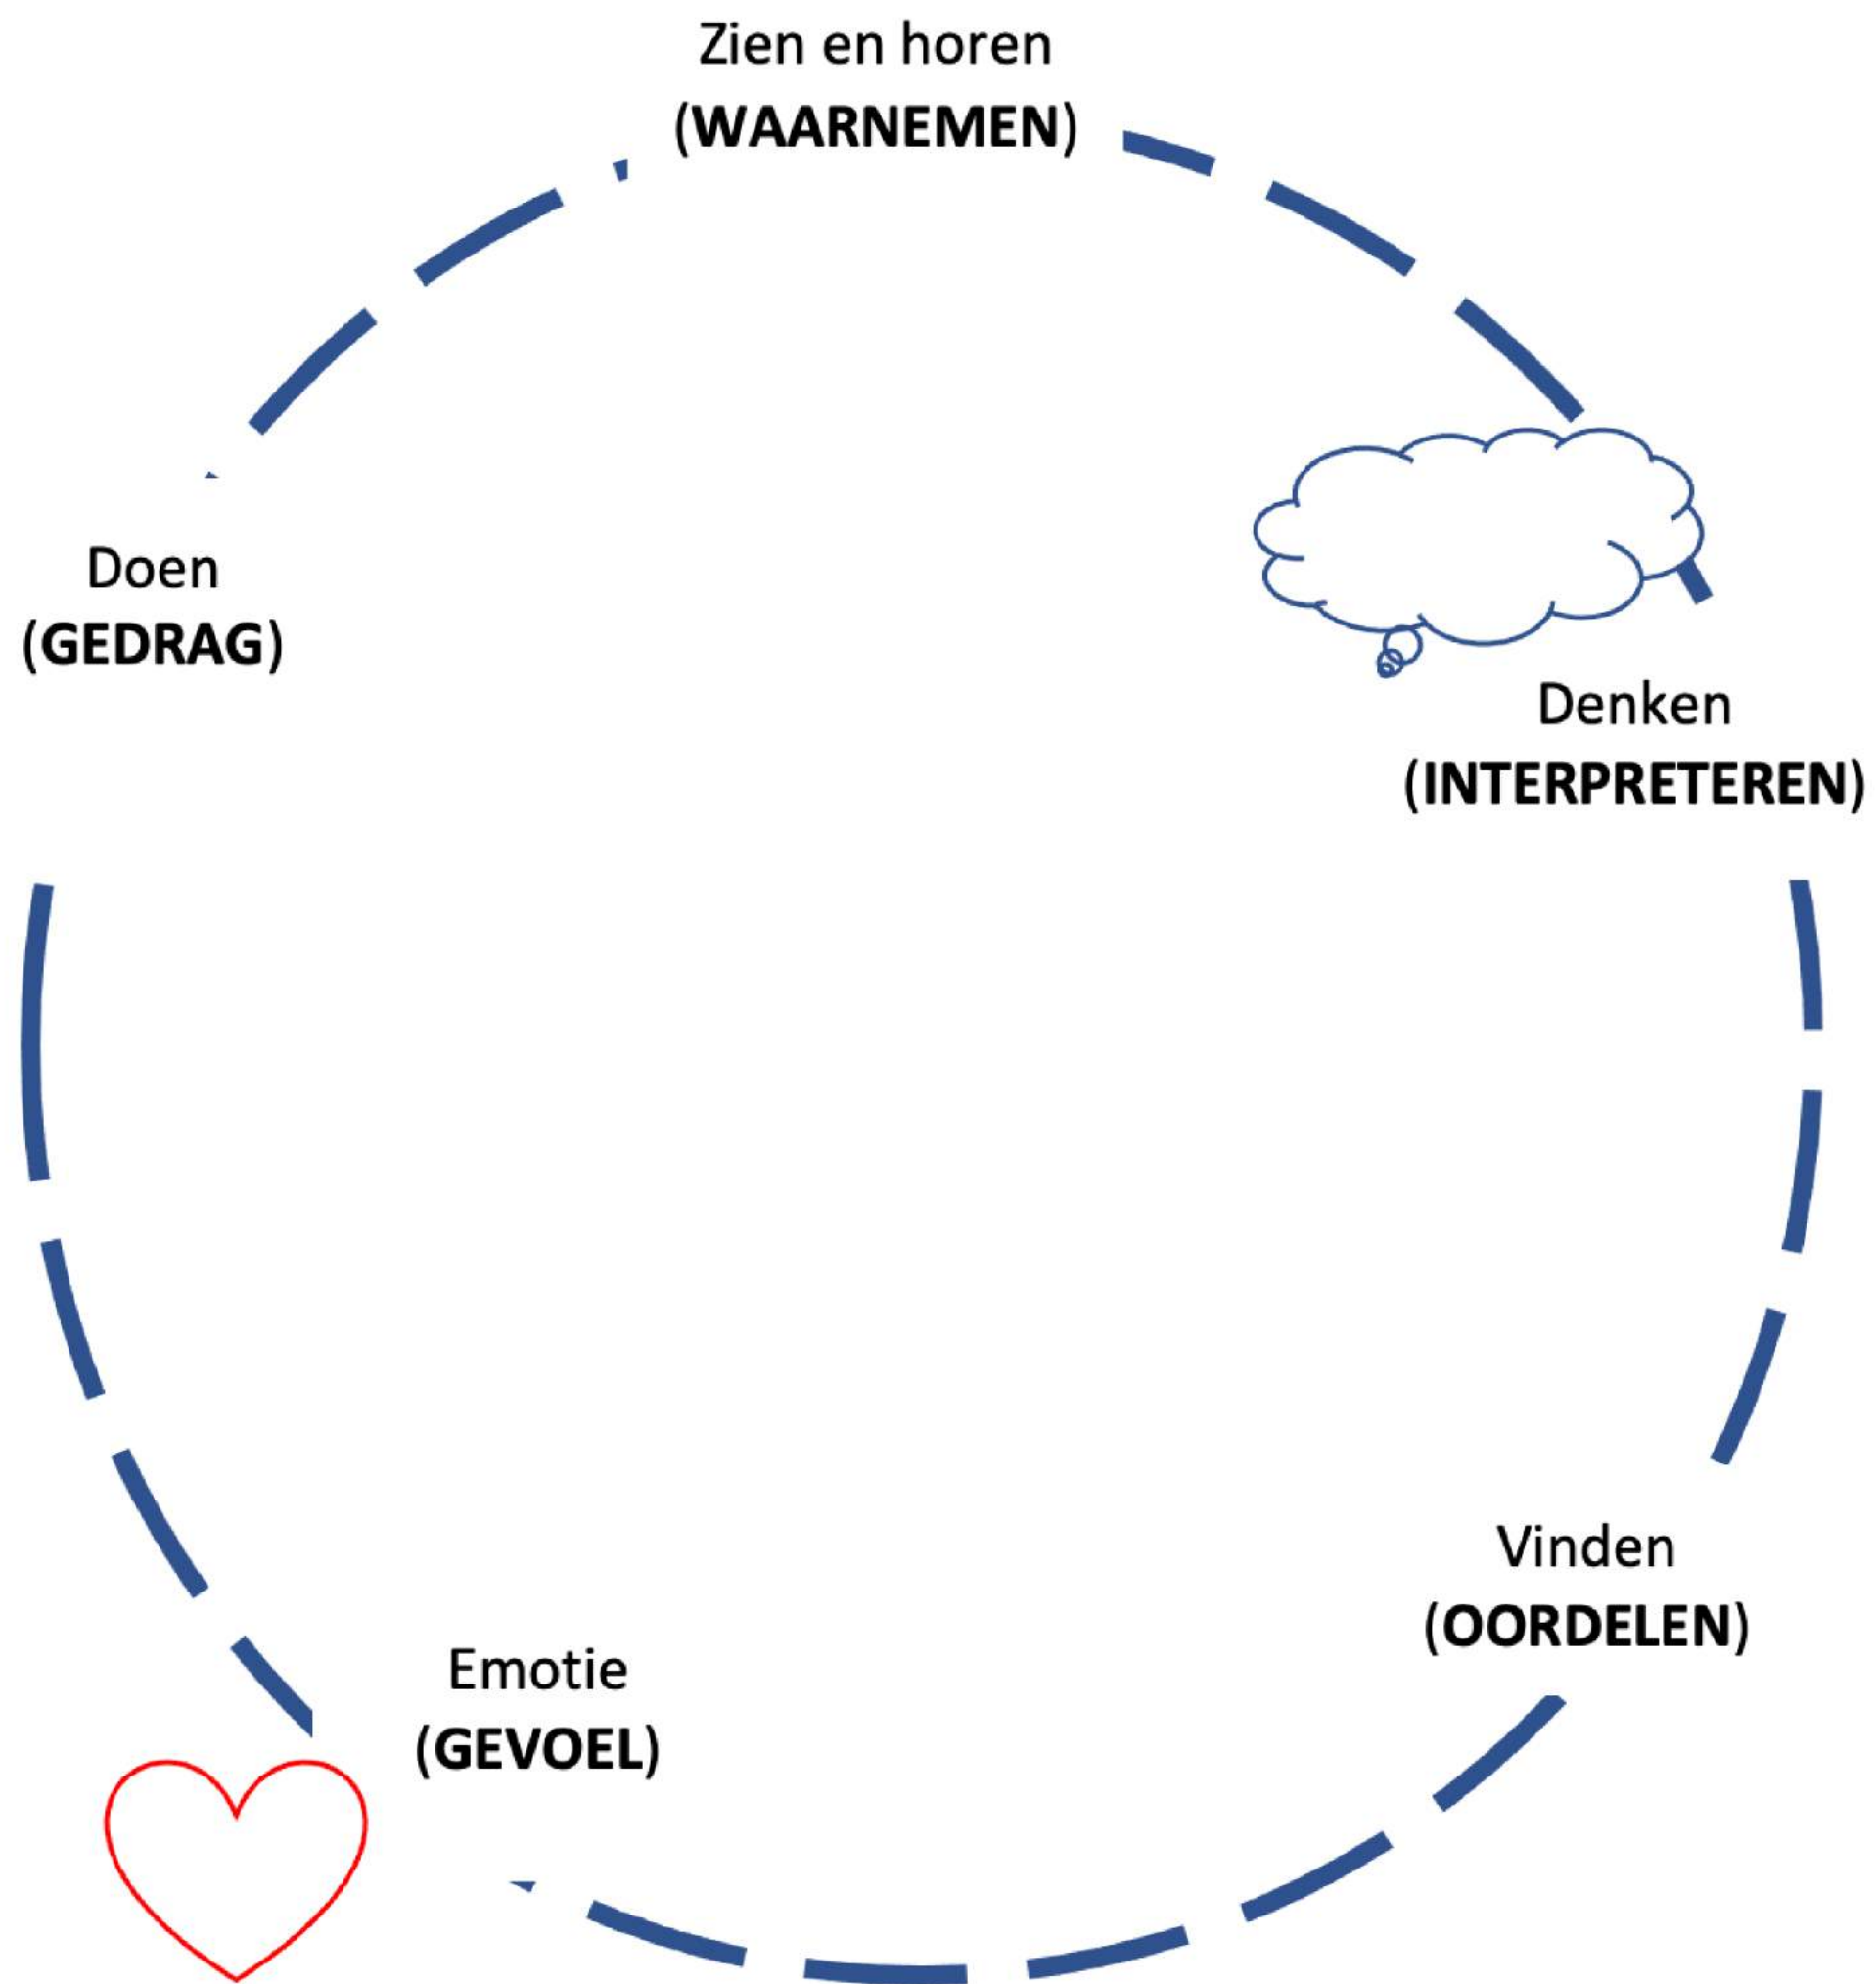 Zien en horen
(WAARNEMEN)
Denken
(INTERPRETEREN)
Vinden
(OORDELEN)
Emotie
(GEVOEL)
Doen
(GEDRAG)